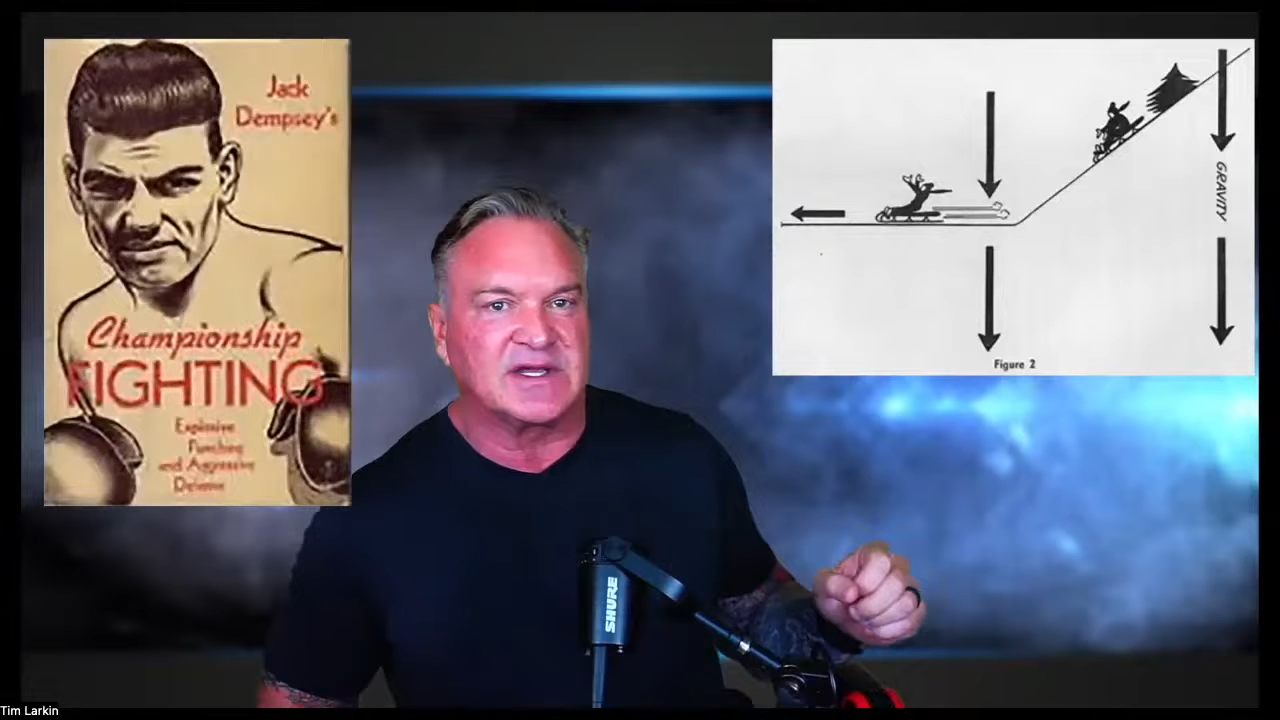 Jack
Dempsey's
Championship
FIGHTING
Explosive
Punching
and Aggressive
Defense
GRAVITY
Figure 2
SHURE
Tim Larkin